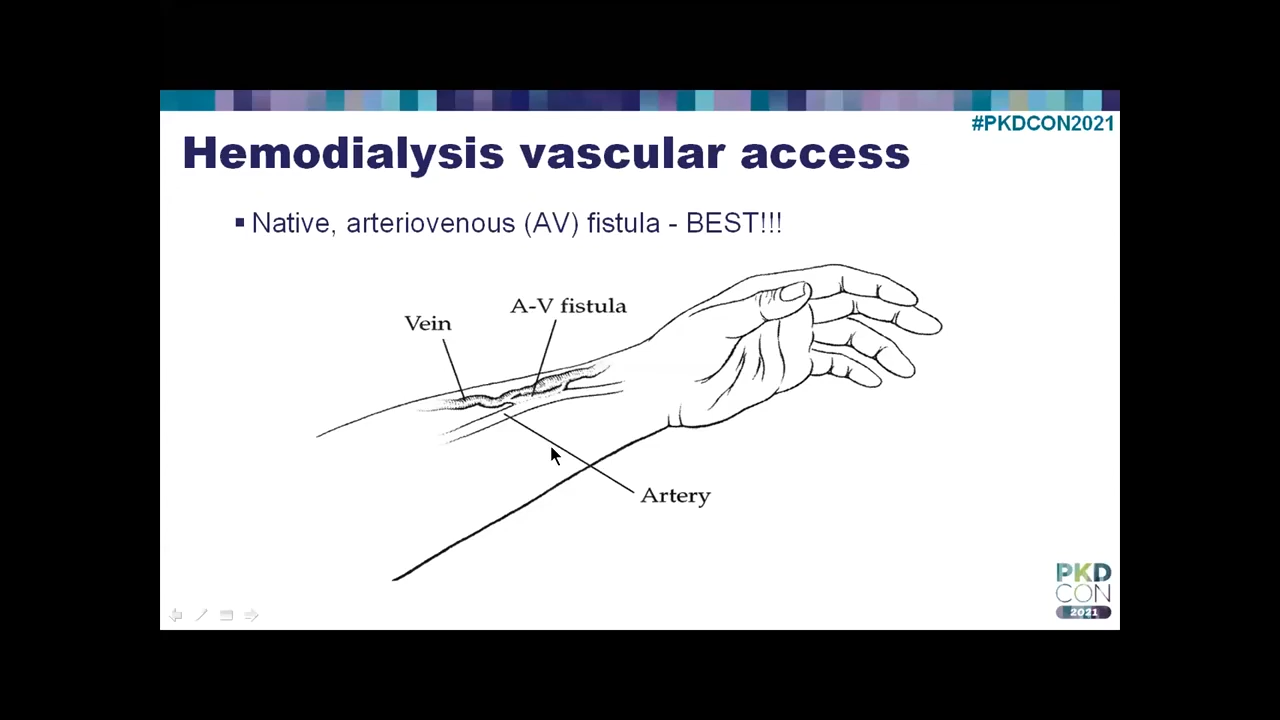 #PKDCON2021
Hemodialysis vascular access
▪ Native, arteriovenous (AV) fistula - BEST!!!
A-V fistula
Vein
Artery
PKD
CON
2021